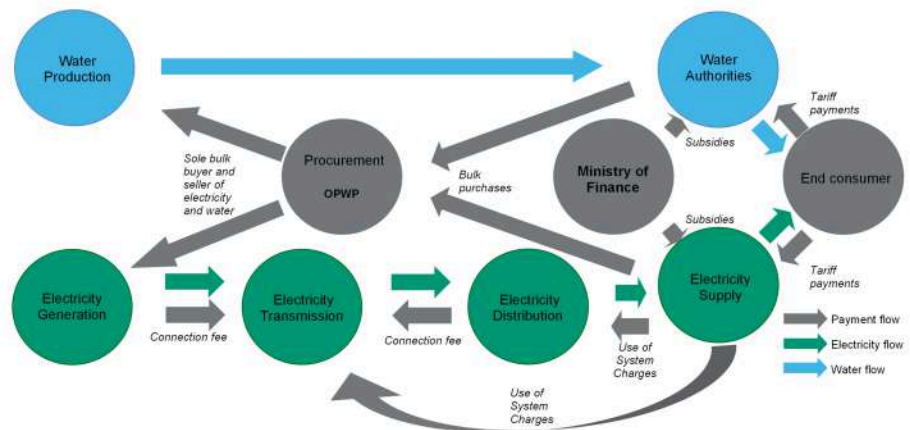 Water
Production
Water
Authorities
Tariff
payments
Subsidies
Procurement
OPWP
Sole bulk
buyer and
seller of
electricity
and water
Bulk
purchases
Ministry of
Finance
End consumer
Subsidies
Tariff
payments
Electricity
Generation
Connection fee
Electricity
Transmission
Connection fee
Electricity
Distribution
Use of
System
Charges
Electricity
Supply
Use of
System
Charges
Payment flow
Electricity flow
Water flow